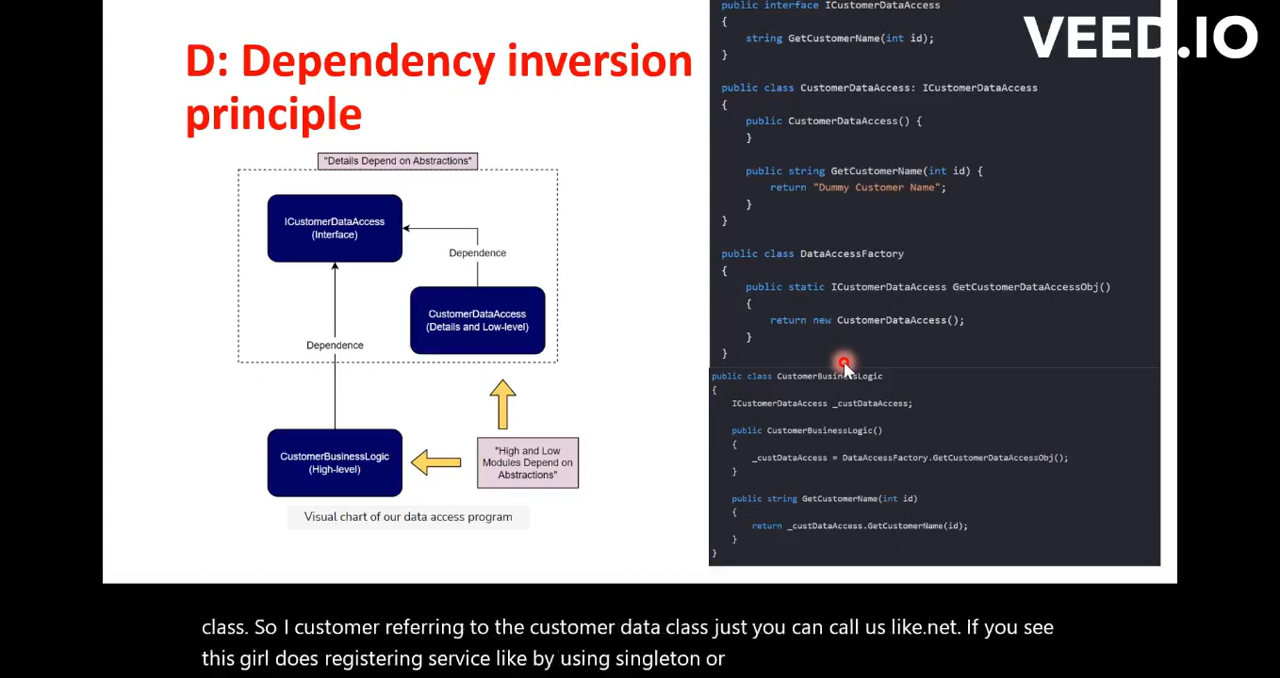 D: Dependency inversion
principle
"Details Depend on Abstractions"
ICustomerDataAccess
(Interface)
Dependence
CustomerDataAccess
(Details and Low-level)
Dependence
CustomerBusinessLogic
(High-level)
"High and Low
Modules Depend on
Abstractions"
Visual chart of our data access program
public interface ICustomerDataAccess
{
string GetCustomerName(int id);
}
public class CustomerDataAccess: ICustomerDataAccess
{
public CustomerDataAccess() {
}
public string GetCustomerName(int id) {
return "Dummy Customer Name";
}
}
public class DataAccessFactory
{
public static ICustomerDataAccess GetCustomerDataAccessObj()
{
return new CustomerDataAccess();
}
}
public class CustomerBusinessLogic
{
ICustomerDataAccess _custDataAccess;
public CustomerBusinessLogic()
{
_custDataAccess = DataAccessFactory.GetCustomerDataAccessObj();
}
public string GetCustomerName(int id)
{
return _custDataAccess.GetCustomerName(id);
}
}
VEED.IO
class. So I customer referring to the customer data class just you can call us like.net. If you see
this girl does registering service like by using singleton or